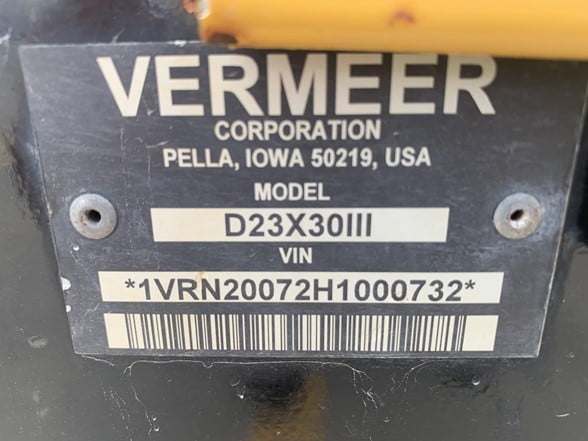 VERMEER
CORPORATION
PELLA, IOWA 50219, USA
MODEL
D23X30III
VIN
*1VRN20072H1000732*